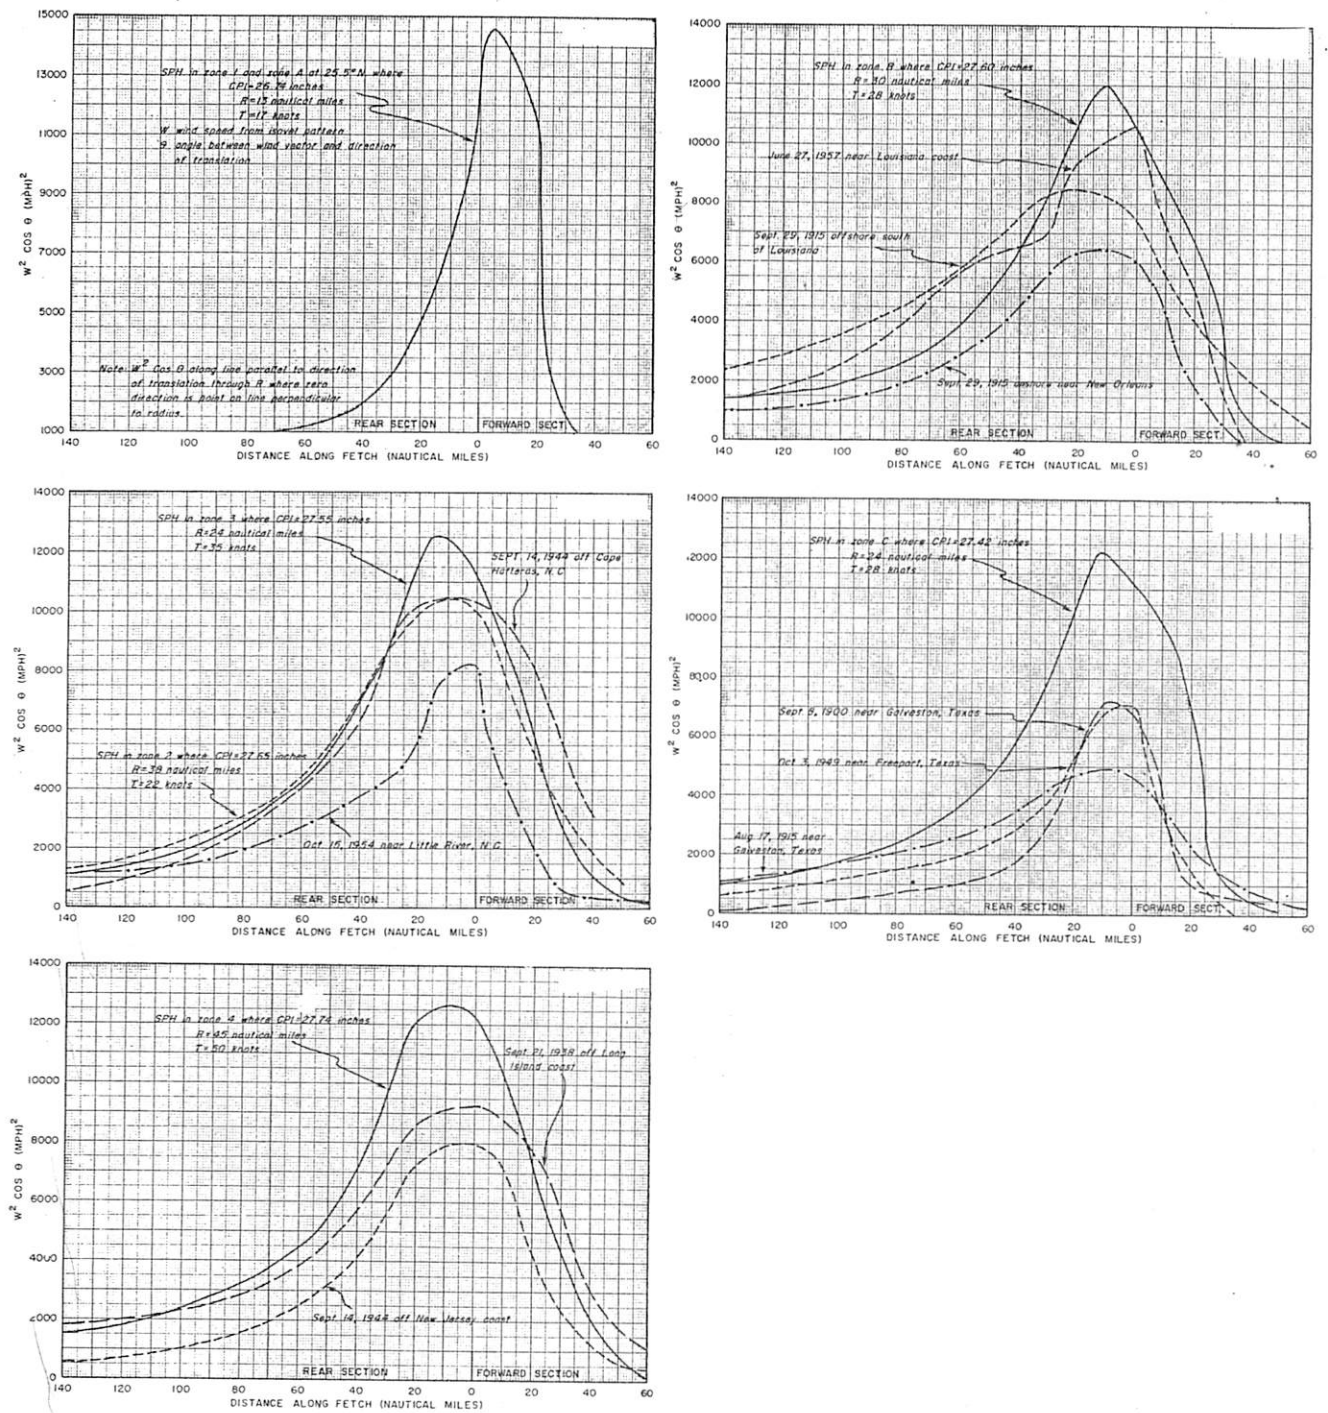 15000
13000
11000
9000
7000
5000
3000
1000
W² COS θ (MPH)²
SPH in zone 1 and zone A at 25.5°N where
CPI=26.74 inches
R=13 nautical miles
T=17 knots
W wind speed from isovel pattern
θ angle between wind vector and direction
of translation
Note: W² Cos θ along line parallel to direction
of translation through R where zero
direction is point on line perpendicular
to radius.
REAR SECTION FORWARD SECT.
140 120 100 80 60 40 20 0 20 40 60
DISTANCE ALONG FETCH (NAUTICAL MILES)
14000
12000
10000
8000
6000
4000
2000
0
W² COS θ (MPH)²
SPH in zone B where CPI=27.60 inches
R=30 nautical miles
T=28 knots
June 27, 1957 near Louisiana coast
Sept. 29, 1915 offshore south
of Louisiana
Sept. 29, 1915 onshore near New Orleans
REAR SECTION FORWARD SECT.
140 120 100 80 60 40 20 0 20 40 60
DISTANCE ALONG FETCH (NAUTICAL MILES)
14000
12000
10000
8000
6000
4000
2000
0
W² COS θ (MPH)²
SPH in zone 3 where CPI=27.55 inches
R=24 nautical miles
T=35 knots
SEPT. 14, 1944 off Cape
Hatteras, N.C.
SPH in zone 2 where CPI=27.65 inches
R=38 nautical miles
T=22 knots
Oct 15, 1954 near Little River, N.C.
REAR SECTION FORWARD SECTION
140 120 100 80 60 40 20 0 20 40 60
DISTANCE ALONG FETCH (NAUTICAL MILES)
14000
12000
10000
8000
6000
4000
2000
0
W² COS θ (MPH)²
SPH in zone C where CPI=27.42 inches
R=24 nautical miles
T=28 knots
Sept 8, 1900 near Galveston, Texas
Oct 3, 1949 near Freeport, Texas
Aug 17, 1915 near
Galveston, Texas
REAR SECTION FORWARD SECT.
140 120 100 80 60 40 20 0 20 40 60
DISTANCE ALONG FETCH (NAUTICAL MILES)
14000
12000
10000
8000
6000
4000
2000
0
W² COS θ (MPH)²
SPH in zone 4 where CPI=27.74 inches
R=45 nautical miles
T=50 knots
Sept. 21, 1938 off Long
Island coast
Sept. 14, 1944 off New Jersey coast
REAR SECTION FORWARD SECTION
140 120 100 80 60 40 20 0 20 40 60
DISTANCE ALONG FETCH (NAUTICAL MILES)